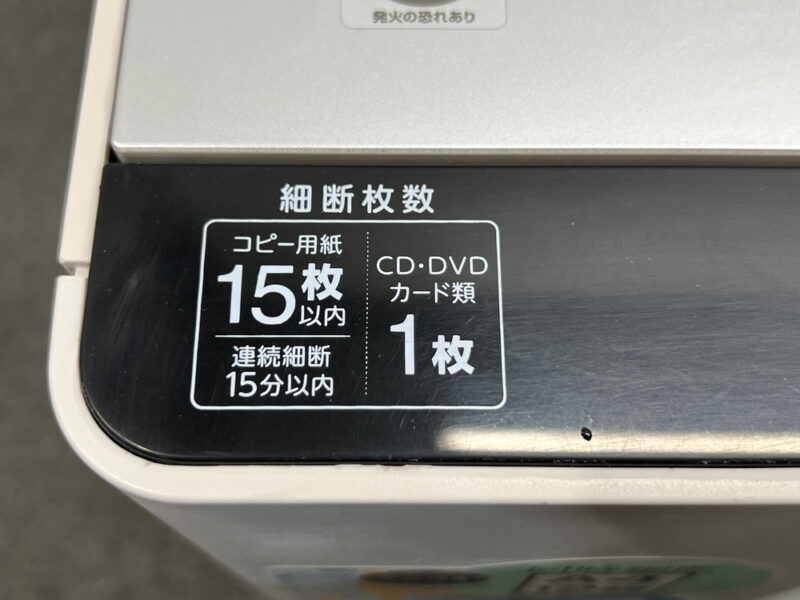 発火の恐れあり
細断枚数
コピー用紙
15枚以内
連続細断
15分以内
CD・DVD
カード類
1枚